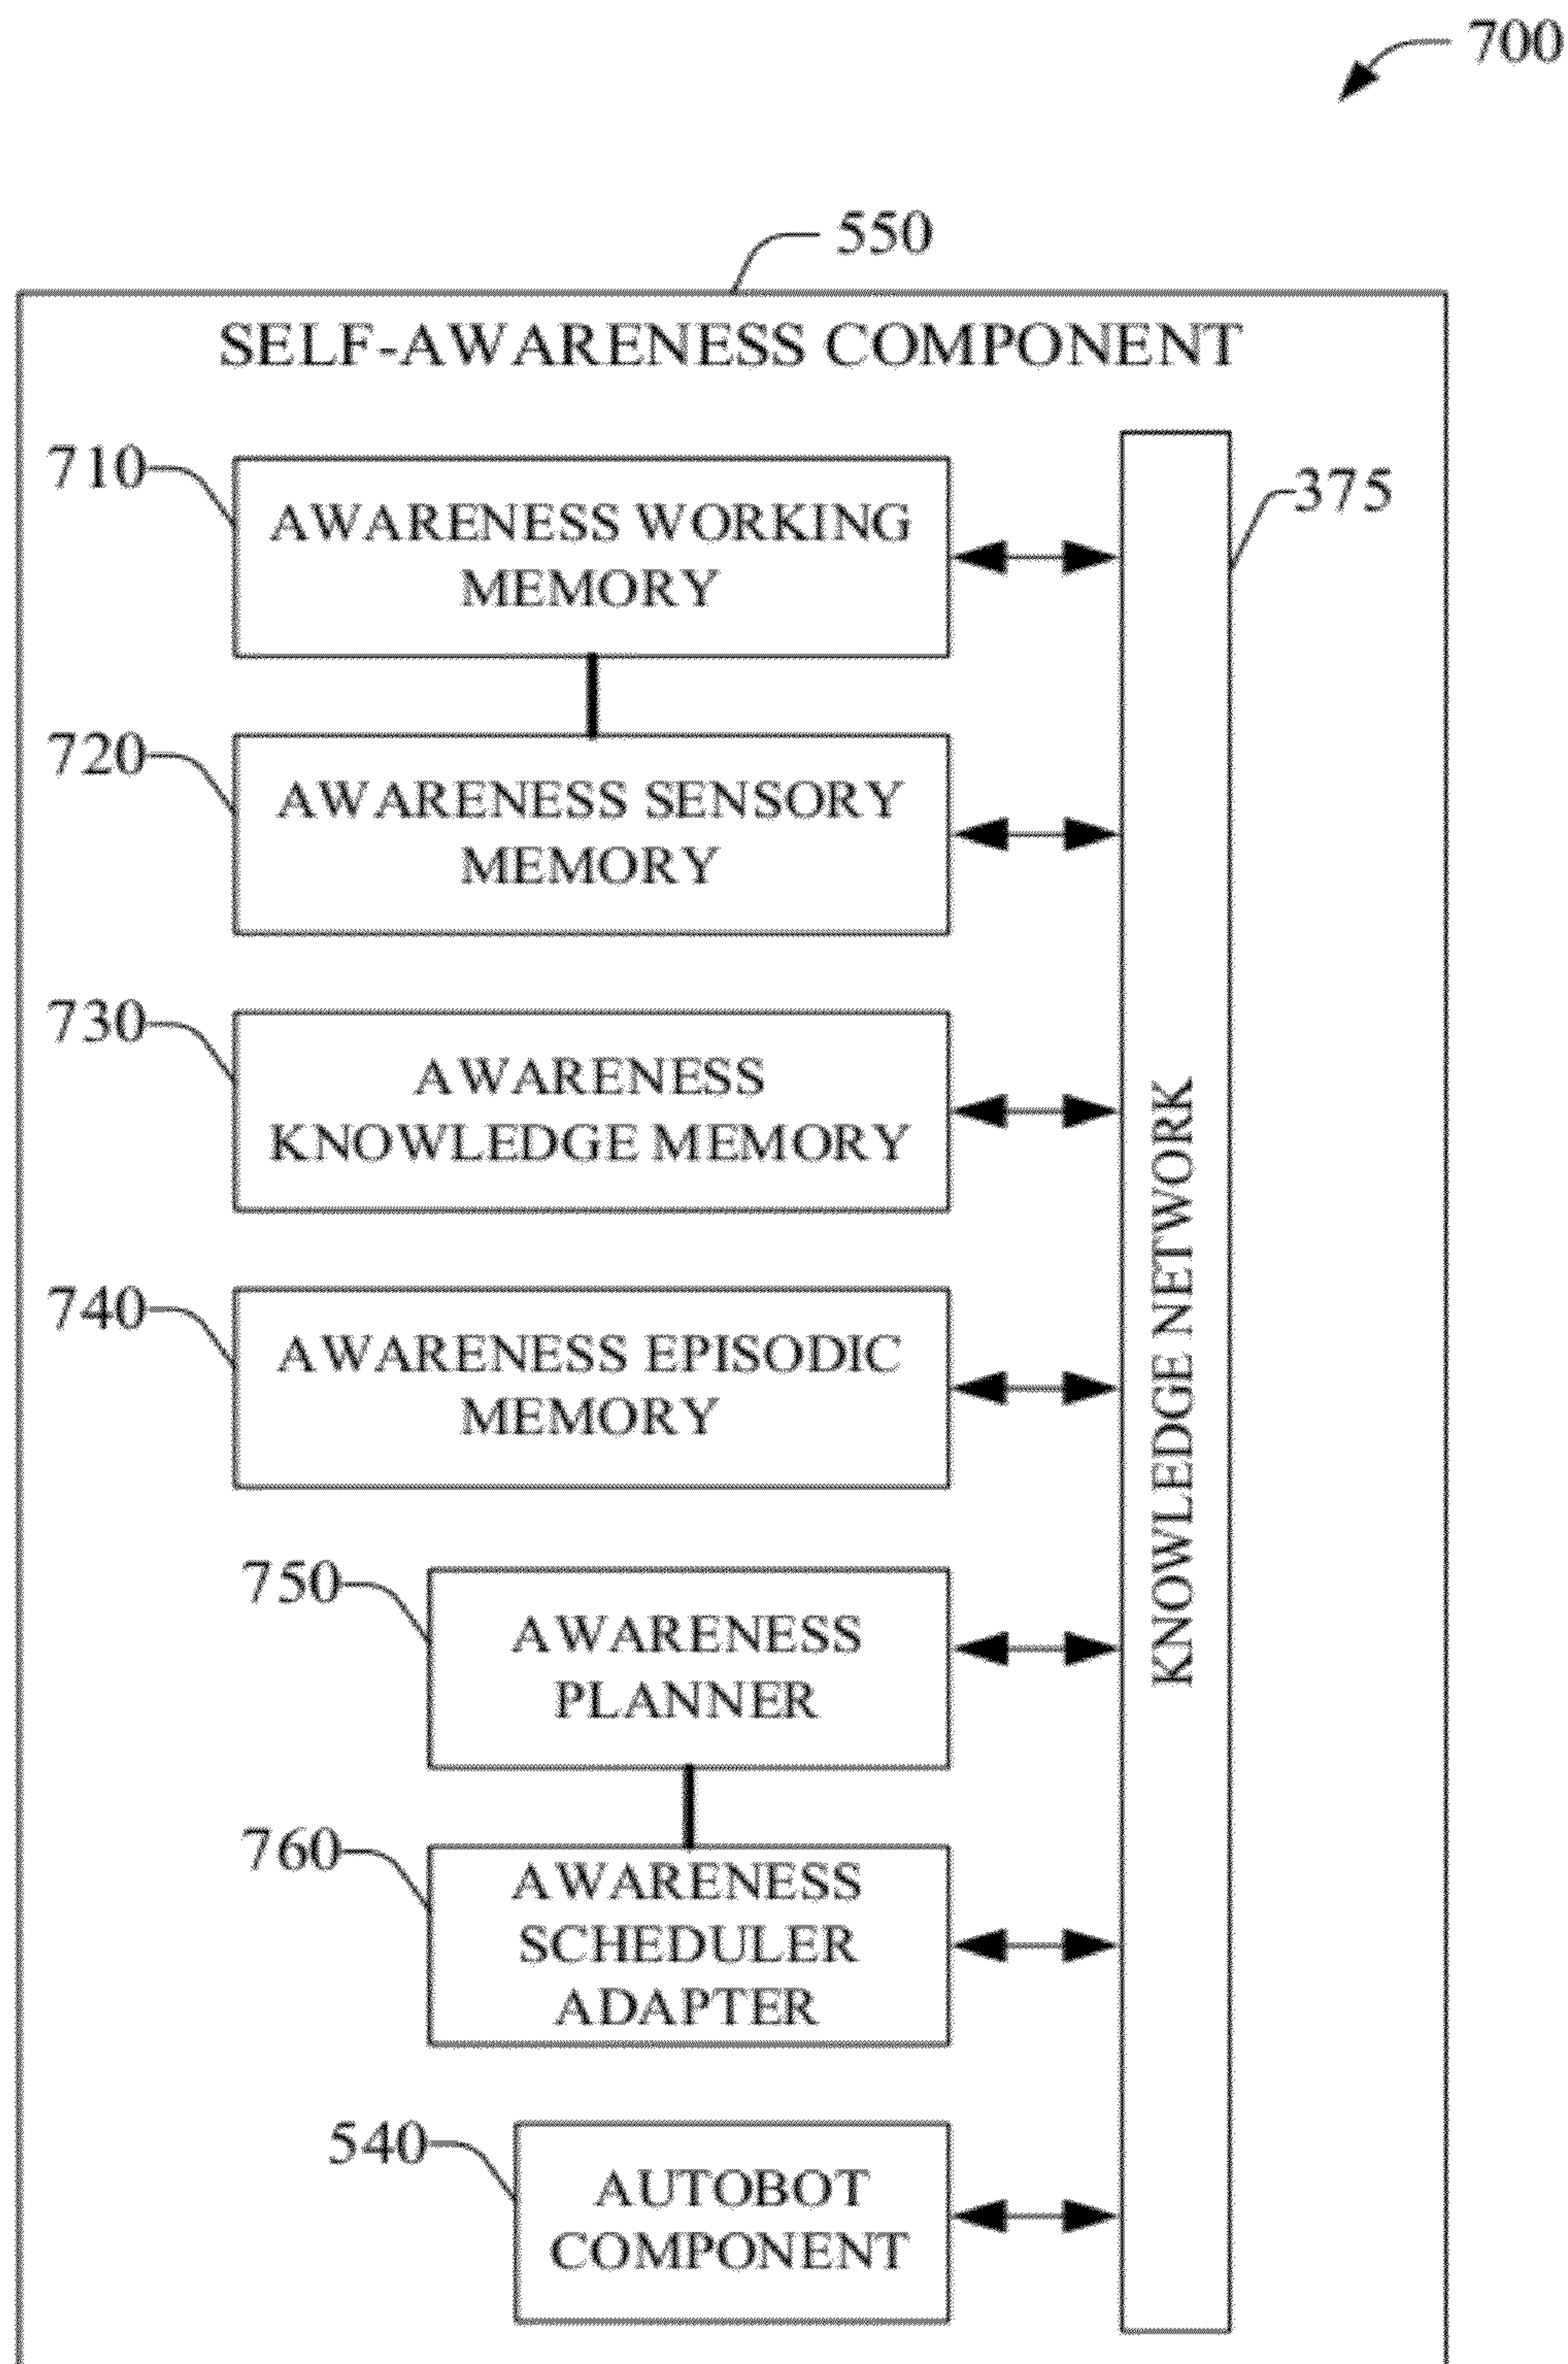 700
550
SELF-AWARENESS COMPONENT
710
AWARENESS WORKING
MEMORY
375
720
AWARENESS SENSORY
MEMORY
730
AWARENESS
KNOWLEDGE MEMORY
740
AWARENESS EPISODIC
MEMORY
KNOWLEDGE NETWORK
750
AWARENESS
PLANNER
760
AWARENESS
SCHEDULER
ADAPTER
540
AUTOBOT
COMPONENT